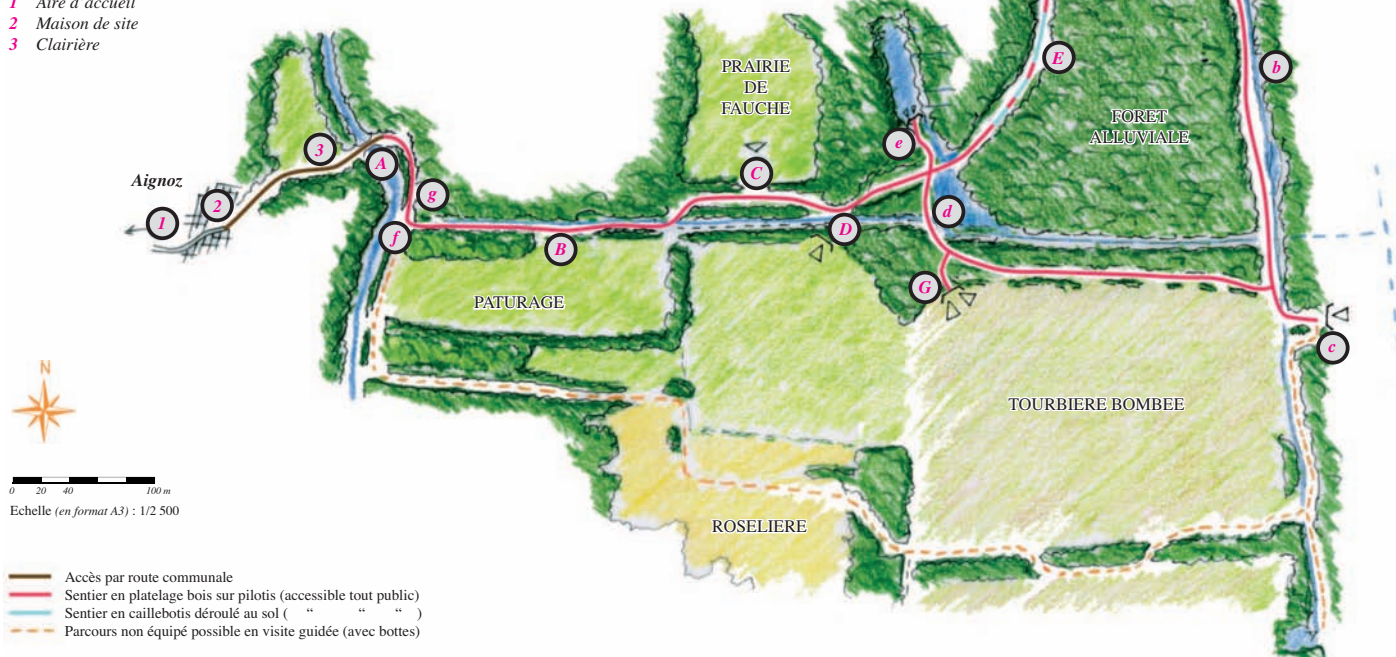 1 Aire d'accueil
2 Maison de site
3 Clairière
PRAIRIE
DE
FAUCHE
E
b
FORET
ALLUVIALE
3
A
e
Aignoz
C
g
2
1
d
f
D
B
G
PATURAGE
c
N
TOURBIERE BOMBEE
0 20 40 100 m
Echelle (en format A3) : 1/2 500
ROSELIERE
Accès par route communale
Sentier en platelage bois sur pilotis (accessible tout public)
Sentier en caillebotis déroulé au sol ( “ “ “ )
Parcours non équipé possible en visite guidée (avec bottes)